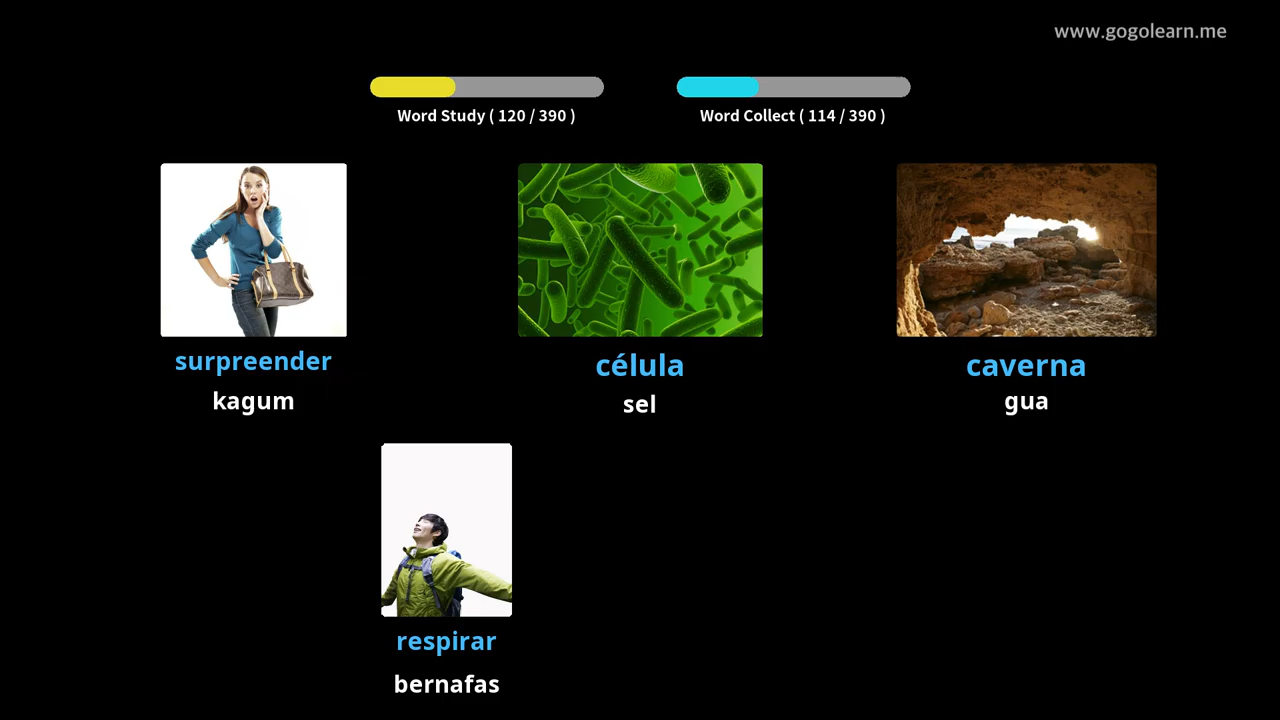 www.gogolearn.me
Word Study ( 120 / 390 )
Word Collect ( 114 / 390 )
surpreender
kagum
célula
sel
caverna
gua
respirar
bernafas